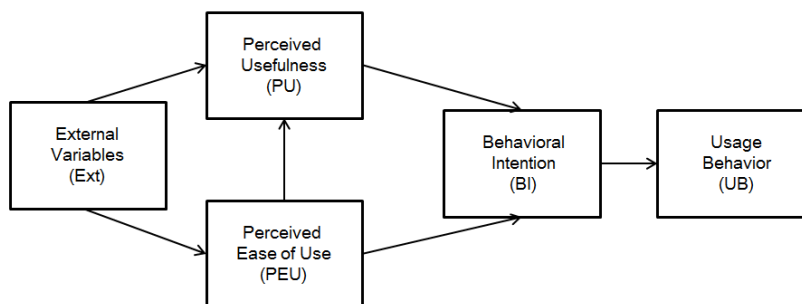 Perceived
Usefulness
(PU)
External
Variables
(Ext)
Perceived
Ease of Use
(PEU)
Behavioral
Intention
(BI)
Usage
Behavior
(UB)